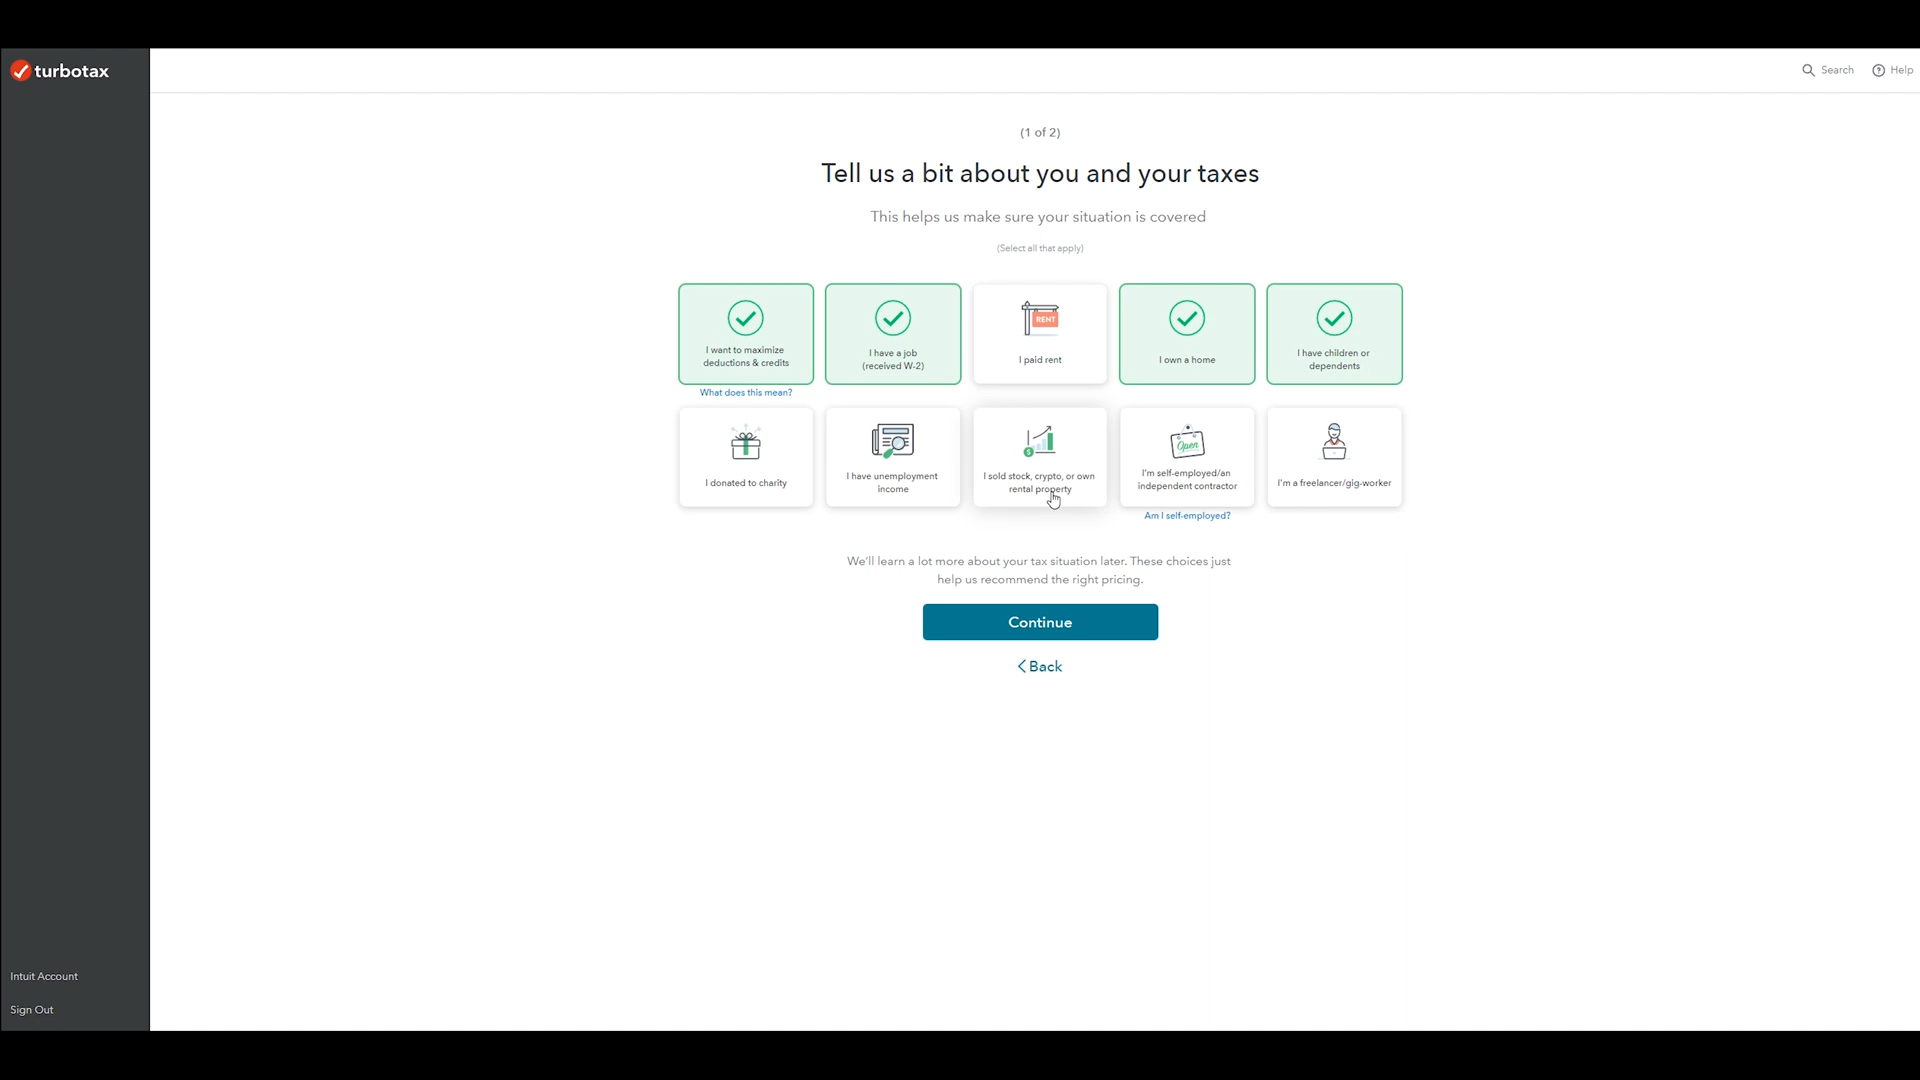 turbotax
Search
Help
(1 of 2)
Tell us a bit about you and your taxes
This helps us make sure your situation is covered
(Select all that apply)
I want to maximize
deductions & credits
What does this mean?
I have a job
(received W-2)
RENT
I paid rent
I own a home
I have children or
dependents
I donated to charity
I have unemployment
income
$
I sold stock, crypto, or own
rental property
Open
I'm self-employed/an
independent contractor
Am I self-employed?
I'm a freelancer/gig-worker
We'll learn a lot more about your tax situation later. These choices just
help us recommend the right pricing.
Continue
Back
Intuit Account
Sign Out